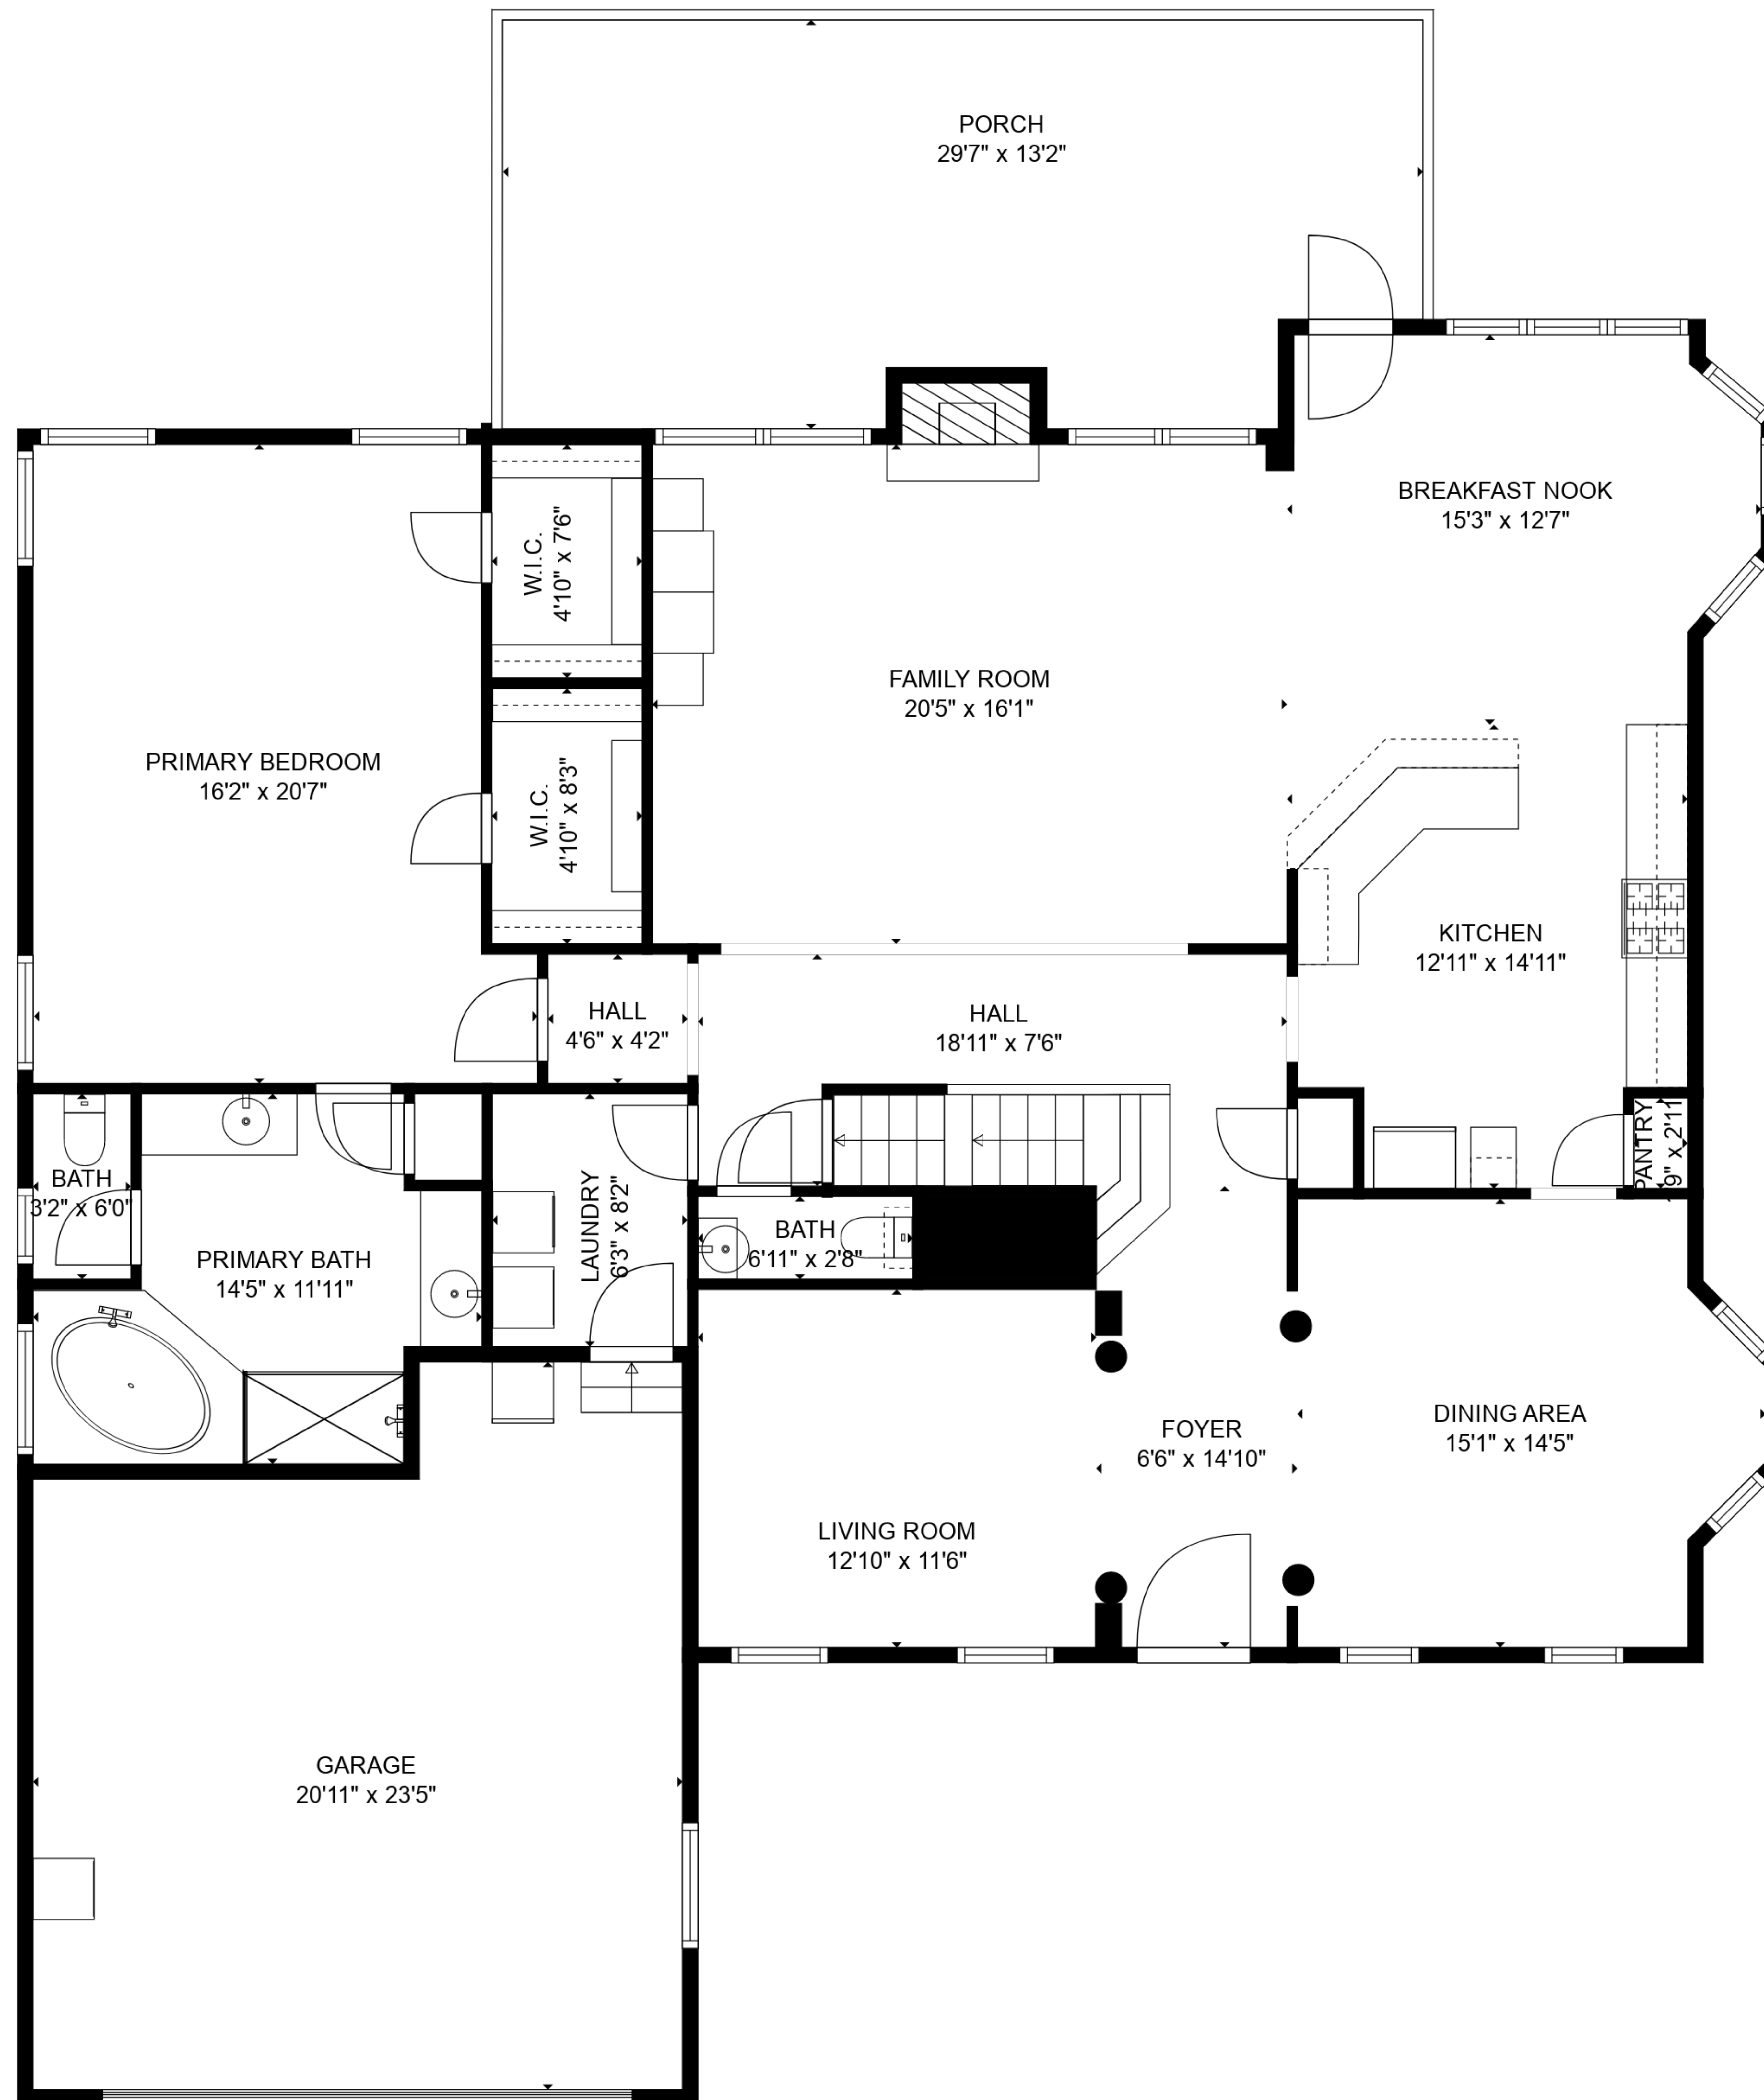 PORCH
29'7" x 13'2"
BREAKFAST NOOK
15'3" x 12'7"
W.I.C.
4'10" x 7'6"
FAMILY ROOM
20'5" x 16'1"
PRIMARY BEDROOM
16'2" x 20'7"
W.I.C.
4'10" x 8'3"
KITCHEN
12'11" x 14'11"
HALL
4'6" x 4'2"
HALL
18'11" x 7'6"
PANTRY
9" x 2'11
BATH
3'2" x 6'0"
LAUNDRY
6'3" x 8'2"
BATH
6'11" x 2'8"
PRIMARY BATH
14'5" x 11'11"
FOYER
6'6" x 14'10"
DINING AREA
15'1" x 14'5"
LIVING ROOM
12'10" x 11'6"
GARAGE
20'11" x 23'5"